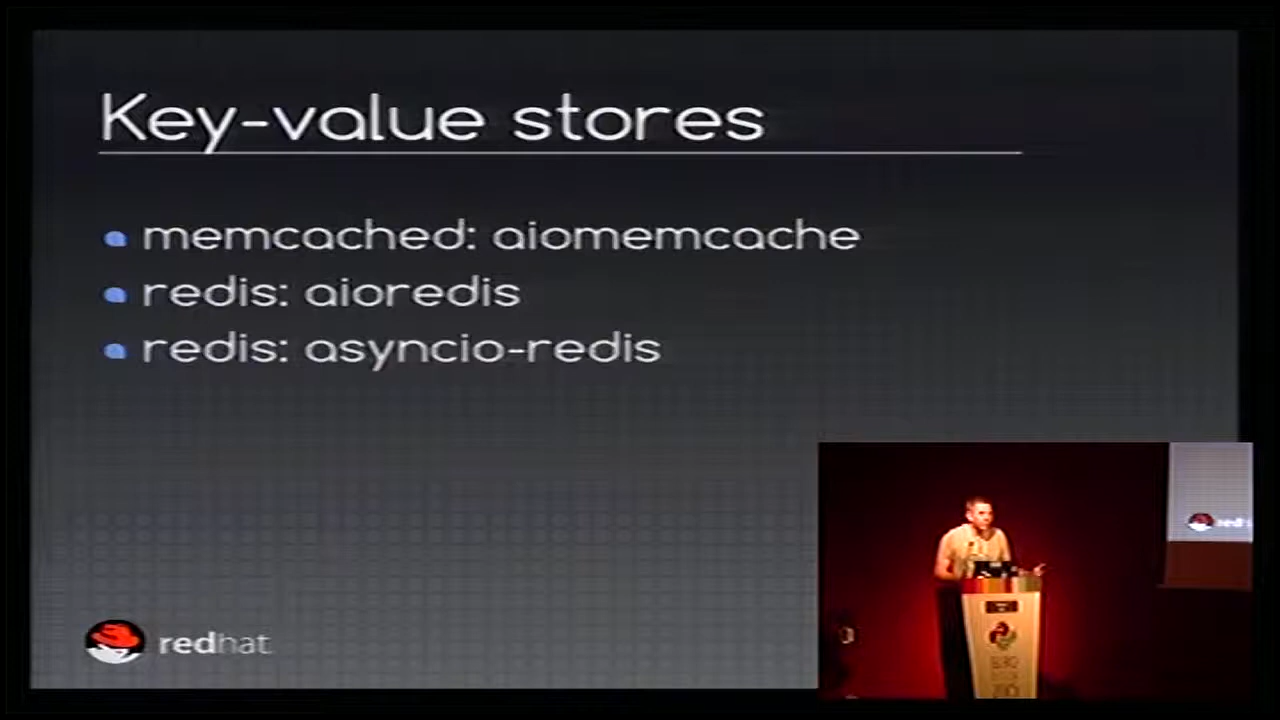 Key-value stores
memcached: aiomemcache
redis: aioredis
redis: asyncio-redis
redhat